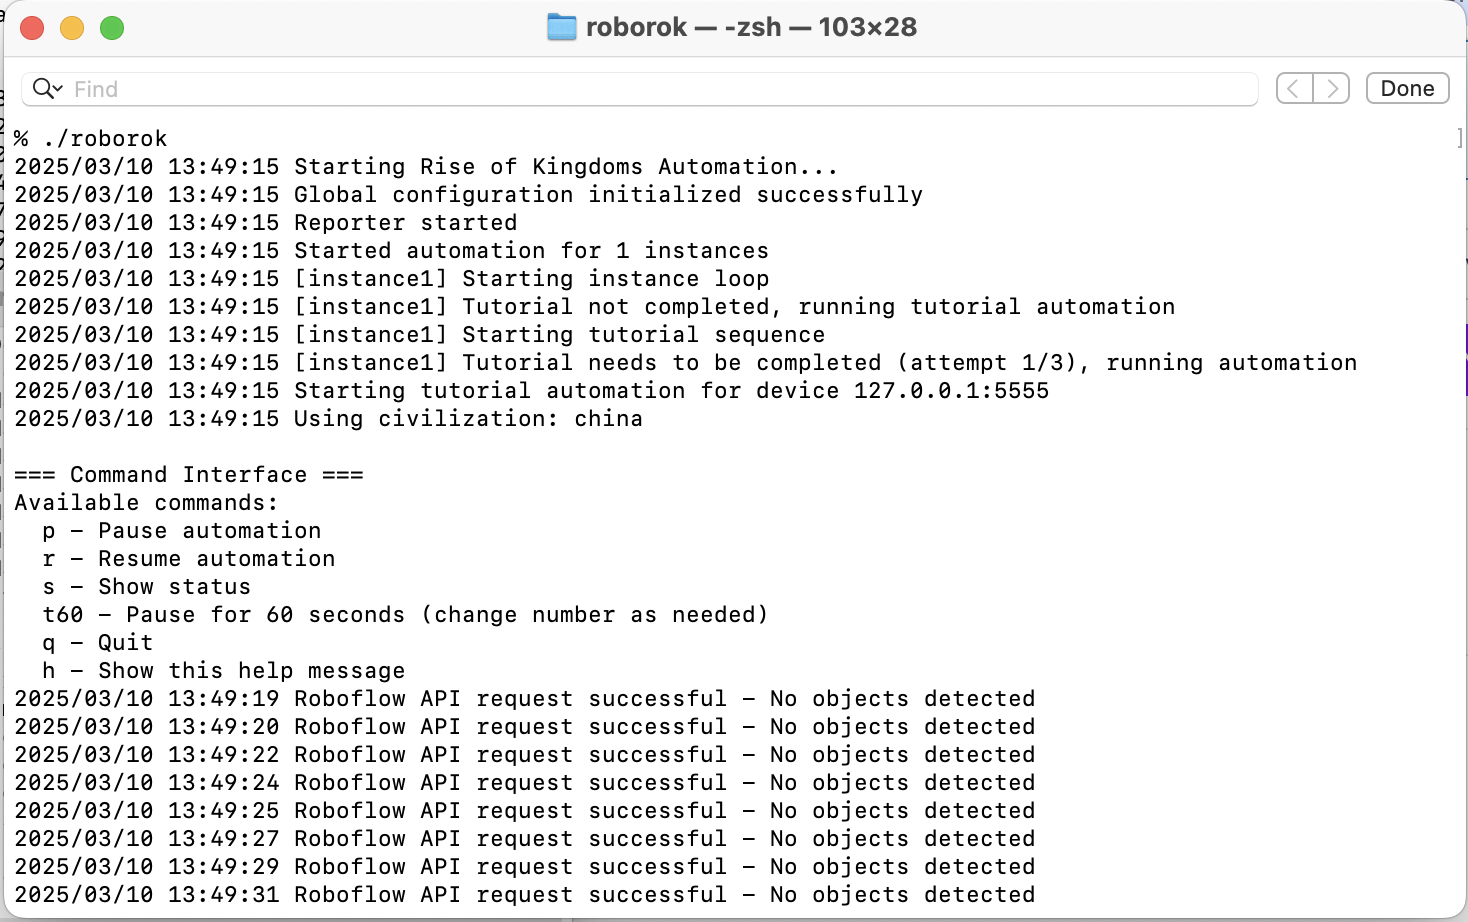 roborok — -zsh — 103×28
Find
Done
% ./roborok
2025/03/10 13:49:15 Starting Rise of Kingdoms Automation...
2025/03/10 13:49:15 Global configuration initialized successfully
2025/03/10 13:49:15 Reporter started
2025/03/10 13:49:15 Started automation for 1 instances
2025/03/10 13:49:15 [instance1] Starting instance loop
2025/03/10 13:49:15 [instance1] Tutorial not completed, running tutorial automation
2025/03/10 13:49:15 [instance1] Starting tutorial sequence
2025/03/10 13:49:15 [instance1] Tutorial needs to be completed (attempt 1/3), running automation
2025/03/10 13:49:15 Starting tutorial automation for device 127.0.0.1:5555
2025/03/10 13:49:15 Using civilization: china
=== Command Interface ===
Available commands:
p - Pause automation
r - Resume automation
s - Show status
t60 - Pause for 60 seconds (change number as needed)
q - Quit
h - Show this help message
2025/03/10 13:49:19 Roboflow API request successful - No objects detected
2025/03/10 13:49:20 Roboflow API request successful - No objects detected
2025/03/10 13:49:22 Roboflow API request successful - No objects detected
2025/03/10 13:49:24 Roboflow API request successful - No objects detected
2025/03/10 13:49:25 Roboflow API request successful - No objects detected
2025/03/10 13:49:27 Roboflow API request successful - No objects detected
2025/03/10 13:49:29 Roboflow API request successful - No objects detected
2025/03/10 13:49:31 Roboflow API request successful - No objects detected